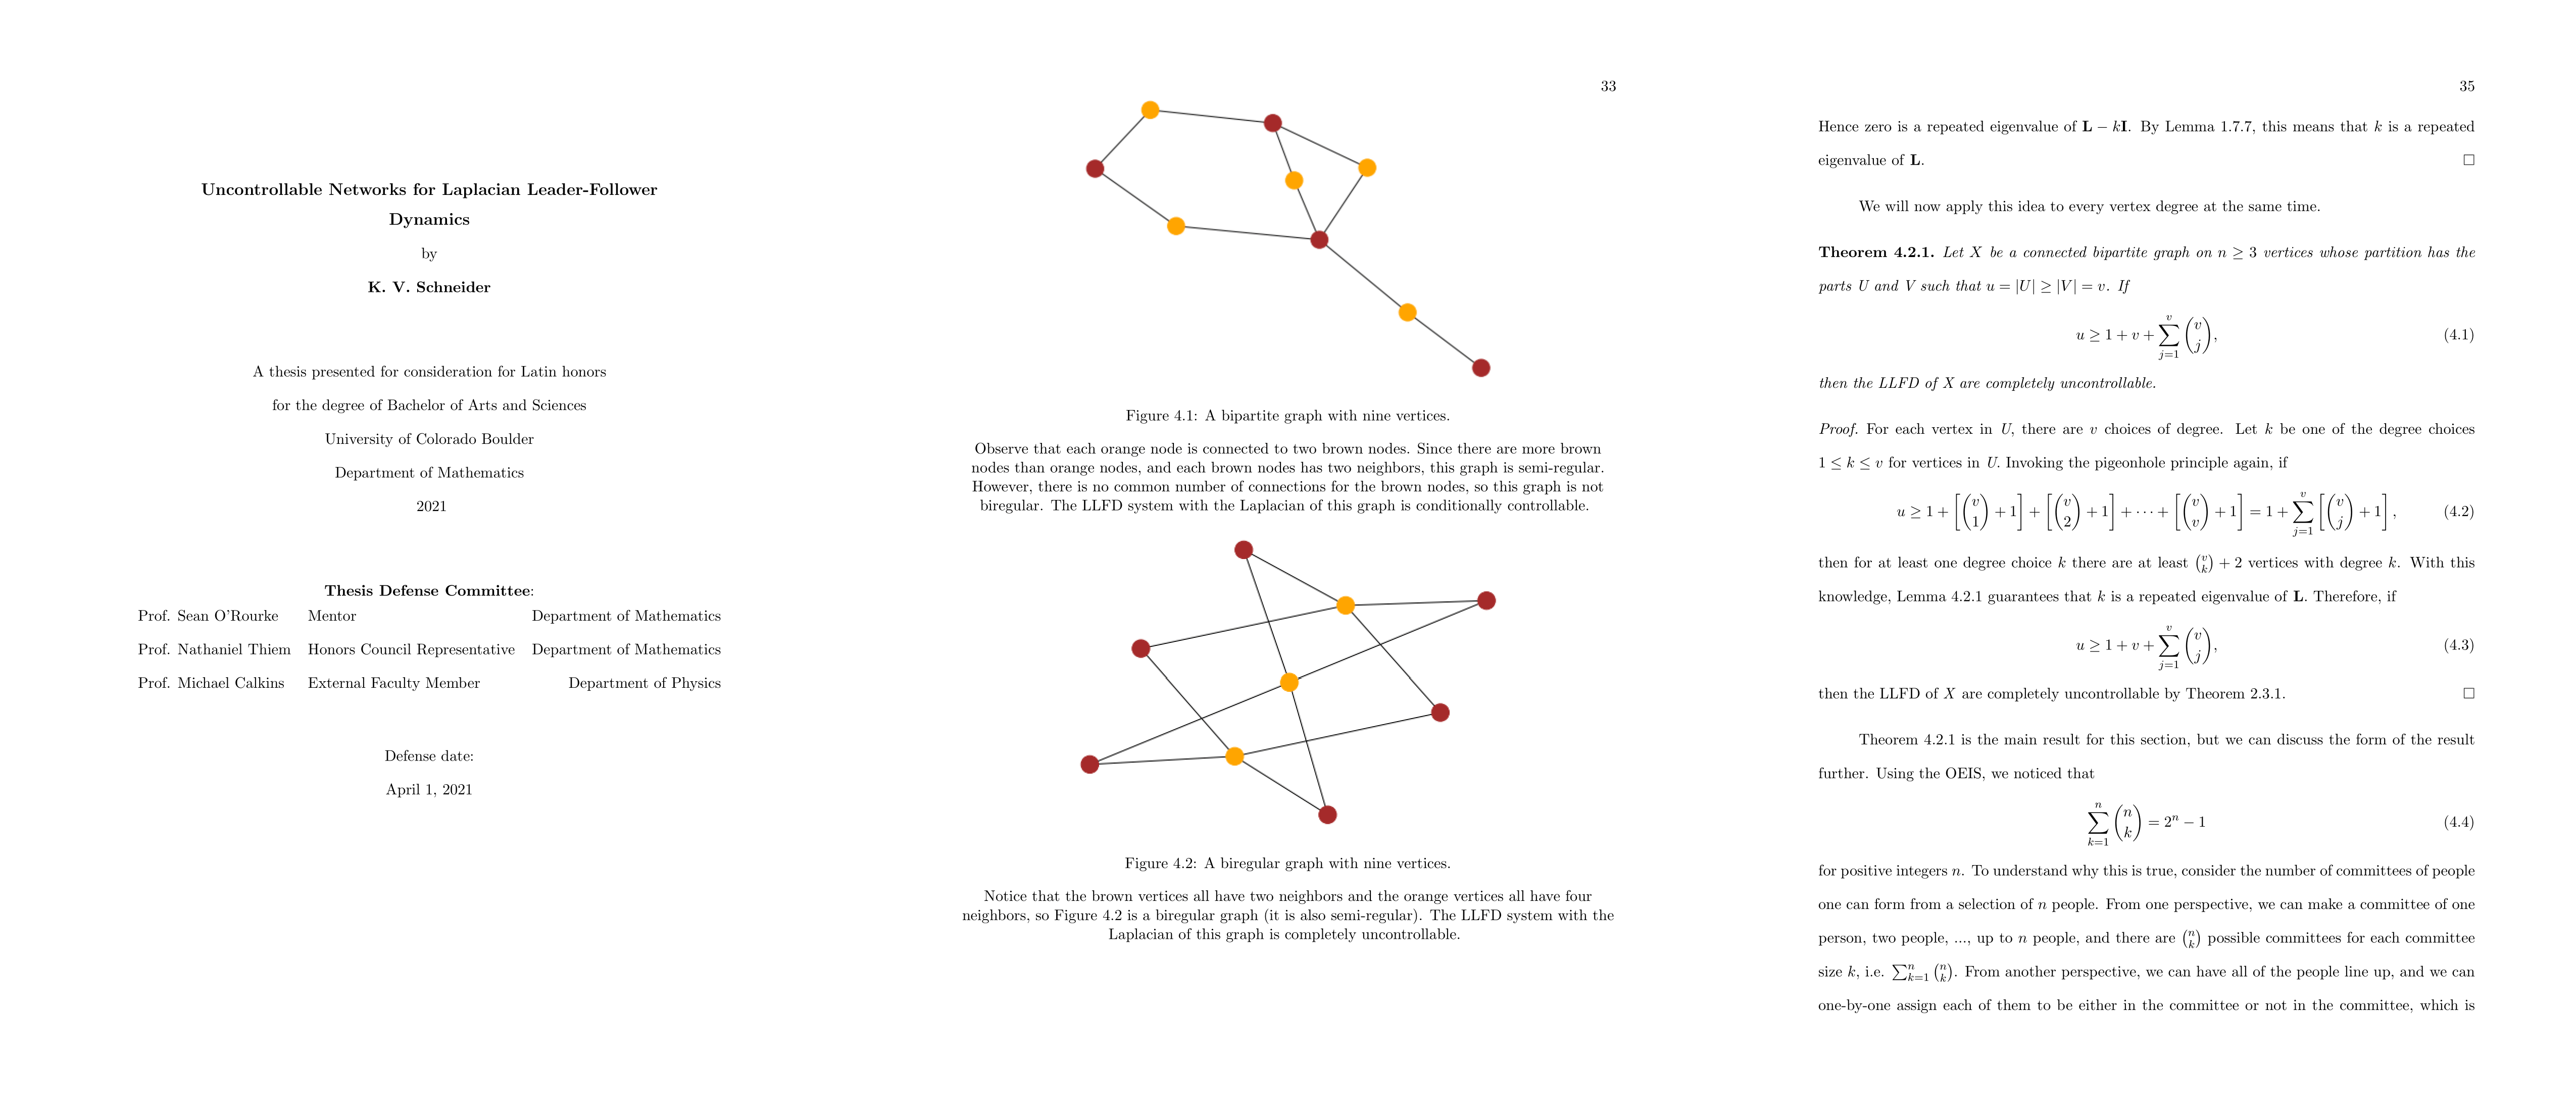 Uncontrollable Networks for Laplacian Leader-Follower
Dynamics
by
K. V. Schneider
A thesis presented for consideration for Latin honors
for the degree of Bachelor of Arts and Sciences
University of Colorado Boulder
Department of Mathematics
2021
Thesis Defense Committee:
Prof. Sean O'Rourke Mentor Department of Mathematics
Prof. Nathaniel Thiem Honors Council Representative Department of Mathematics
Prof. Michael Calkins External Faculty Member Department of Physics
Defense date:
April 1, 2021
33
Figure 4.1: A bipartite graph with nine vertices.
Observe that each orange node is connected to two brown nodes. Since there are more brown
nodes than orange nodes, and each brown nodes has two neighbors, this graph is semi-regular.
However, there is no common number of connections for the brown nodes, so this graph is not
biregular. The LLFD system with the Laplacian of this graph is conditionally controllable.
Figure 4.2: A biregular graph with nine vertices.
Notice that the brown vertices all have two neighbors and the orange vertices all have four
neighbors, so Figure 4.2 is a biregular graph (it is also semi-regular). The LLFD system with the
Laplacian of this graph is completely uncontrollable.
35
Hence zero is a repeated eigenvalue of L − kI. By Lemma 1.7.7, this means that k is a repeated
eigenvalue of L. □
We will now apply this idea to every vertex degree at the same time.
Theorem 4.2.1. Let X be a connected bipartite graph on n ≥ 3 vertices whose partition has the
parts U and V such that u = |U| ≥ |V| = v. If
u ≥ 1 + v + \sum_{j=1}^{v} \binom{v}{j}, (4.1)
then the LLFD of X are completely uncontrollable.
Proof. For each vertex in U, there are v choices of degree. Let k be one of the degree choices
1 ≤ k ≤ v for vertices in U. Invoking the pigeonhole principle again, if
u ≥ 1 + [\binom{v}{1} + 1] + [\binom{v}{2} + 1] + ⋯ + [\binom{v}{v} + 1] = 1 + \sum_{j=1}^{v} [\binom{v}{j} + 1], (4.2)
then for at least one degree choice k there are at least \binom{v}{k} + 2 vertices with degree k. With this
knowledge, Lemma 4.2.1 guarantees that k is a repeated eigenvalue of L. Therefore, if
u ≥ 1 + v + \sum_{j=1}^{v} \binom{v}{j}, (4.3)
then the LLFD of X are completely uncontrollable by Theorem 2.3.1. □
Theorem 4.2.1 is the main result for this section, but we can discuss the form of the result
further. Using the OEIS, we noticed that
\sum_{k=1}^{n} \binom{n}{k} = 2^n − 1 (4.4)
for positive integers n. To understand why this is true, consider the number of committees of people
one can form from a selection of n people. From one perspective, we can make a committee of one
person, two people, ..., up to n people, and there are \binom{n}{k} possible committees for each committee
size k, i.e. \sum_{k=1}^{n} \binom{n}{k}. From another perspective, we can have all of the people line up, and we can
one-by-one assign each of them to be either in the committee or not in the committee, which is